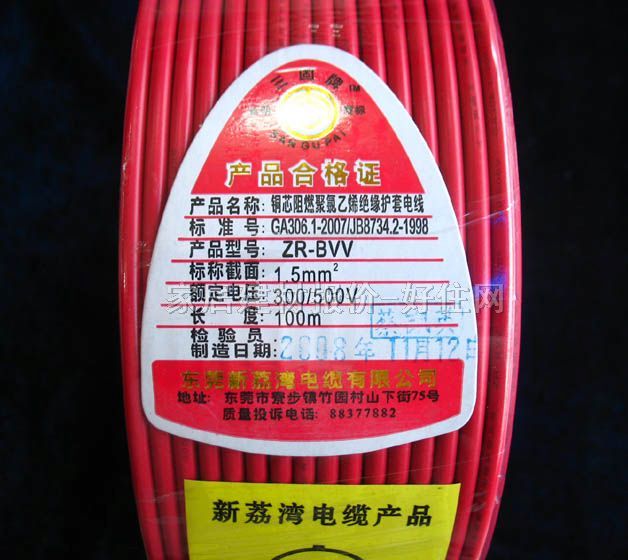 三固牌
SAN GU PAI
产品合格证
产品名称: 铜芯阻燃聚氯乙烯绝缘护套电线
标准号: GA306.1-2007/JB8734.2-1998
产品型号: ZR-BVV
标称截面: 1.5mm²
额定电压: 300/500V
长度: 100m
检验员:
制造日期: 2008年11月12日
东莞新荔湾电缆有限公司
地址: 东莞市寮步镇竹园村山下街75号
质量投诉电话: 88377882
新荔湾电缆产品